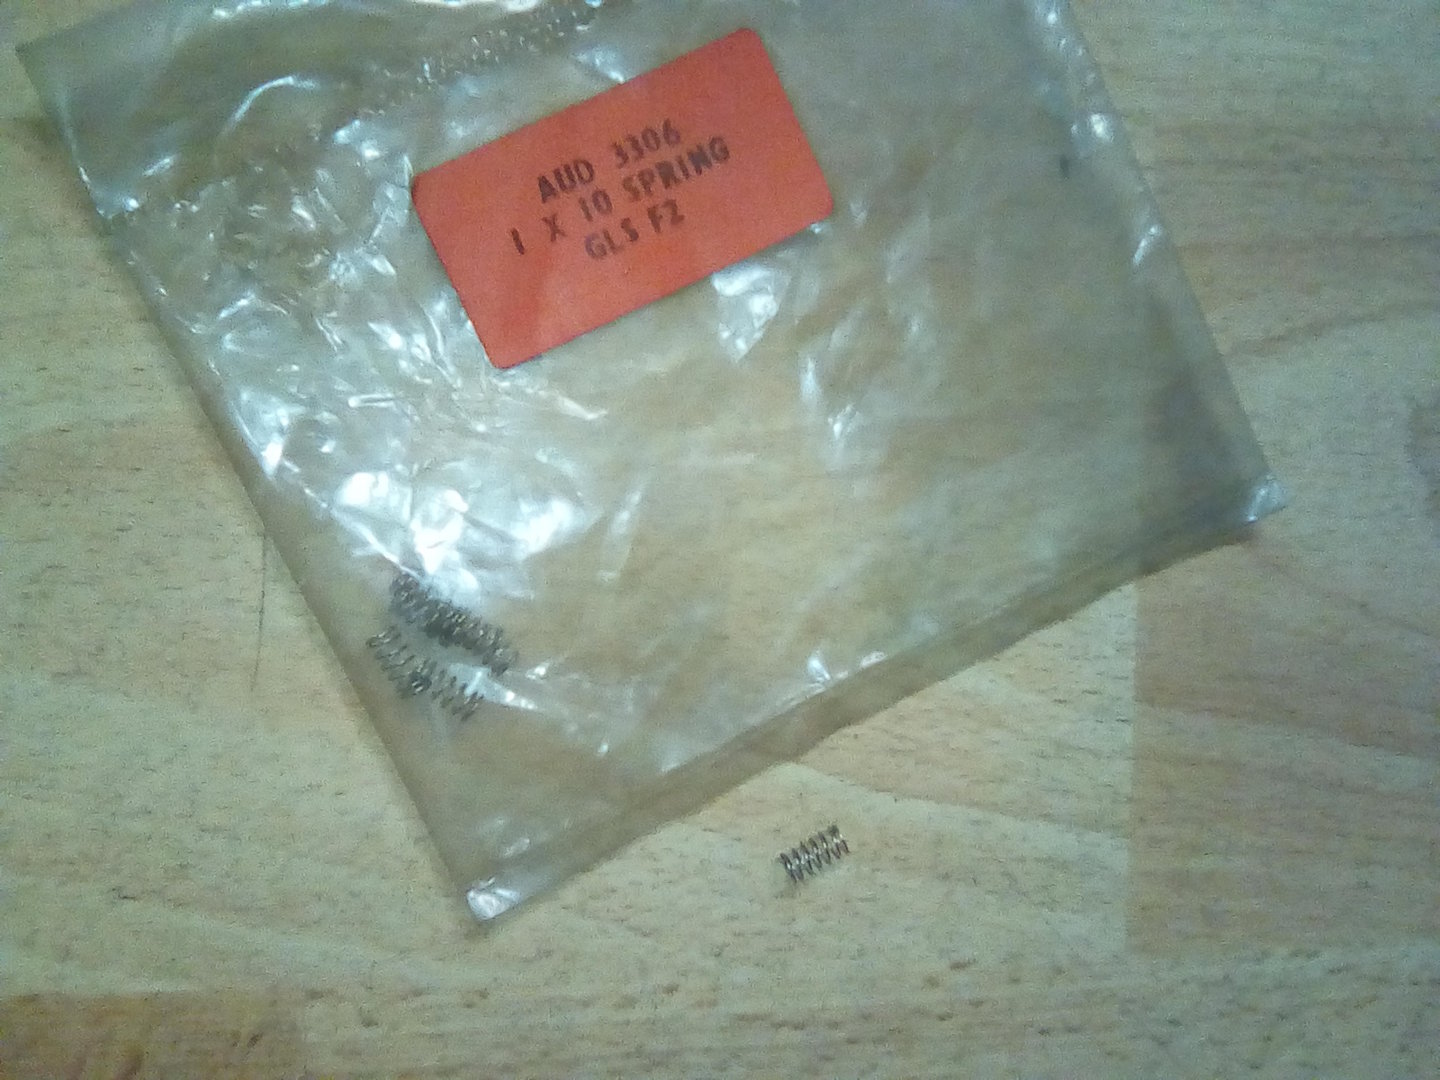 AUD 3306
1 X 10 SPRING
GLS F2